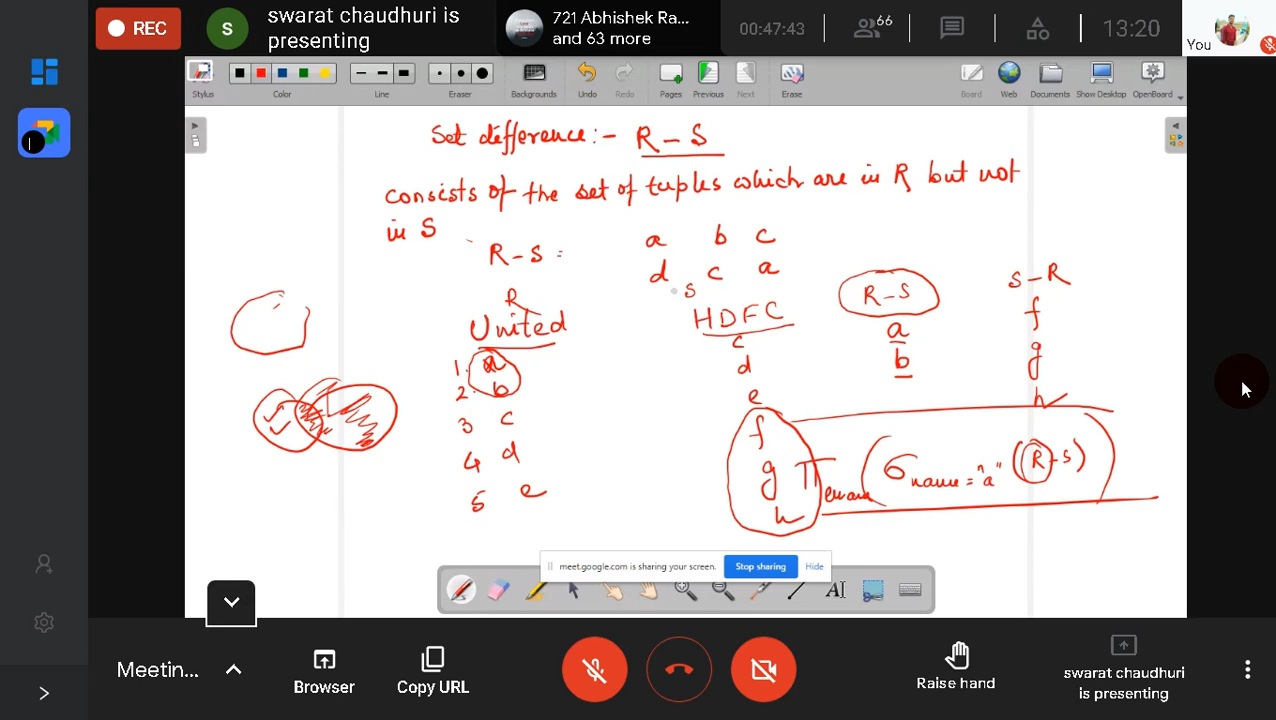 REC
S
swarat chaudhuri is
presenting
721 Abhishek Ra...
and 63 more
00:47:43
66
13:20
You
Stylus
Color
Line
Eraser
Backgrounds
Undo
Redo
Pages
Previous
Next
Erase
Board
Web
Documents
Show Desktop
OpenBoard
Set difference:- R - S
consists of the set of tuples which are in R but not
in S
R - S =
a b c
d c a
R
United
1. a
2. b
3 c
4 d
5 e
S
HDFC
c
d
e
f
g
h
R-S
a
b
S-R
f
g
h
π (σ name="a" (R-S))
meet.google.com is sharing your screen.
Stop sharing
Hide
Meetin...
Browser
Copy URL
Raise hand
swarat chaudhuri
is presenting